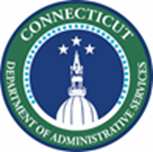 CONNECTICUT
DEPARTMENT OF ADMINISTRATIVE SERVICES